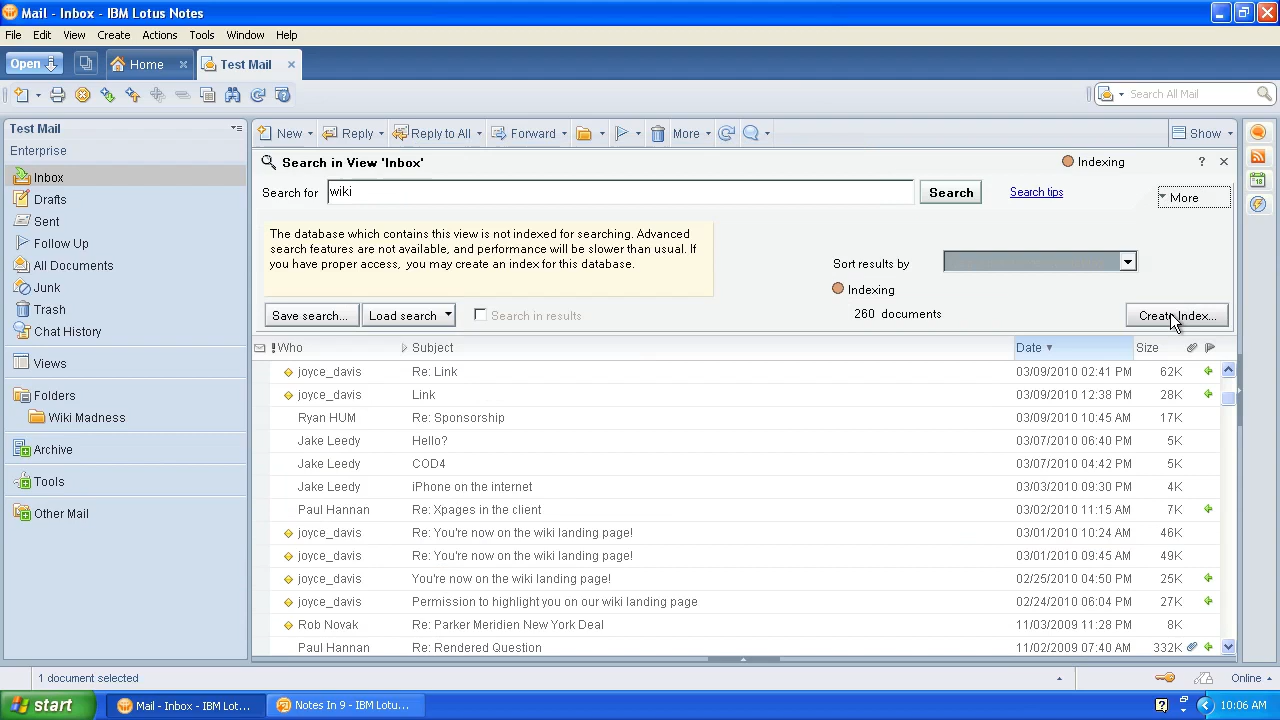 Mail - Inbox - IBM Lotus Notes
File Edit View Create Actions Tools Window Help
Open Home Test Mail
Search All Mail
Test Mail
Enterprise
Inbox
Drafts
Sent
Follow Up
All Documents
Junk
Trash
Chat History
Views
Folders
Wiki Madness
Archive
Tools
Other Mail
New Reply Reply to All Forward More Show
Search in View 'Inbox' Indexing ?
Search for wiki Search Search tips More
The database which contains this view is not indexed for searching. Advanced
search features are not available, and performance will be slower than usual. If
you have proper access, you may create an index for this database.
Sort results by
Indexing
260 documents
Save search... Load search Search in results Create Index...
! Who Subject Date Size
joyce_davis Re: Link 03/09/2010 02:41 PM 62K
joyce_davis Link 03/09/2010 12:38 PM 28K
Ryan HUM Re: Sponsorship 03/09/2010 10:45 AM 17K
Jake Leedy Hello? 03/07/2010 06:40 PM 5K
Jake Leedy COD4 03/07/2010 04:42 PM 5K
Jake Leedy iPhone on the internet 03/03/2010 09:30 PM 4K
Paul Hannan Re: Xpages in the client 03/02/2010 11:15 AM 7K
joyce_davis Re: You're now on the wiki landing page! 03/01/2010 10:24 AM 46K
joyce_davis Re: You're now on the wiki landing page! 03/01/2010 09:45 AM 49K
joyce_davis You're now on the wiki landing page! 02/25/2010 04:50 PM 25K
joyce_davis Permission to highlight you on our wiki landing page 02/24/2010 06:04 PM 27K
Rob Novak Re: Parker Meridien New York Deal 11/03/2009 11:28 PM 8K
Paul Hannan Re: Rendered Question 11/02/2009 07:40 AM 332K
1 document selected Online
start Mail - Inbox - IBM Lot... Notes In 9 - IBM Lotu... ? 10:06 AM